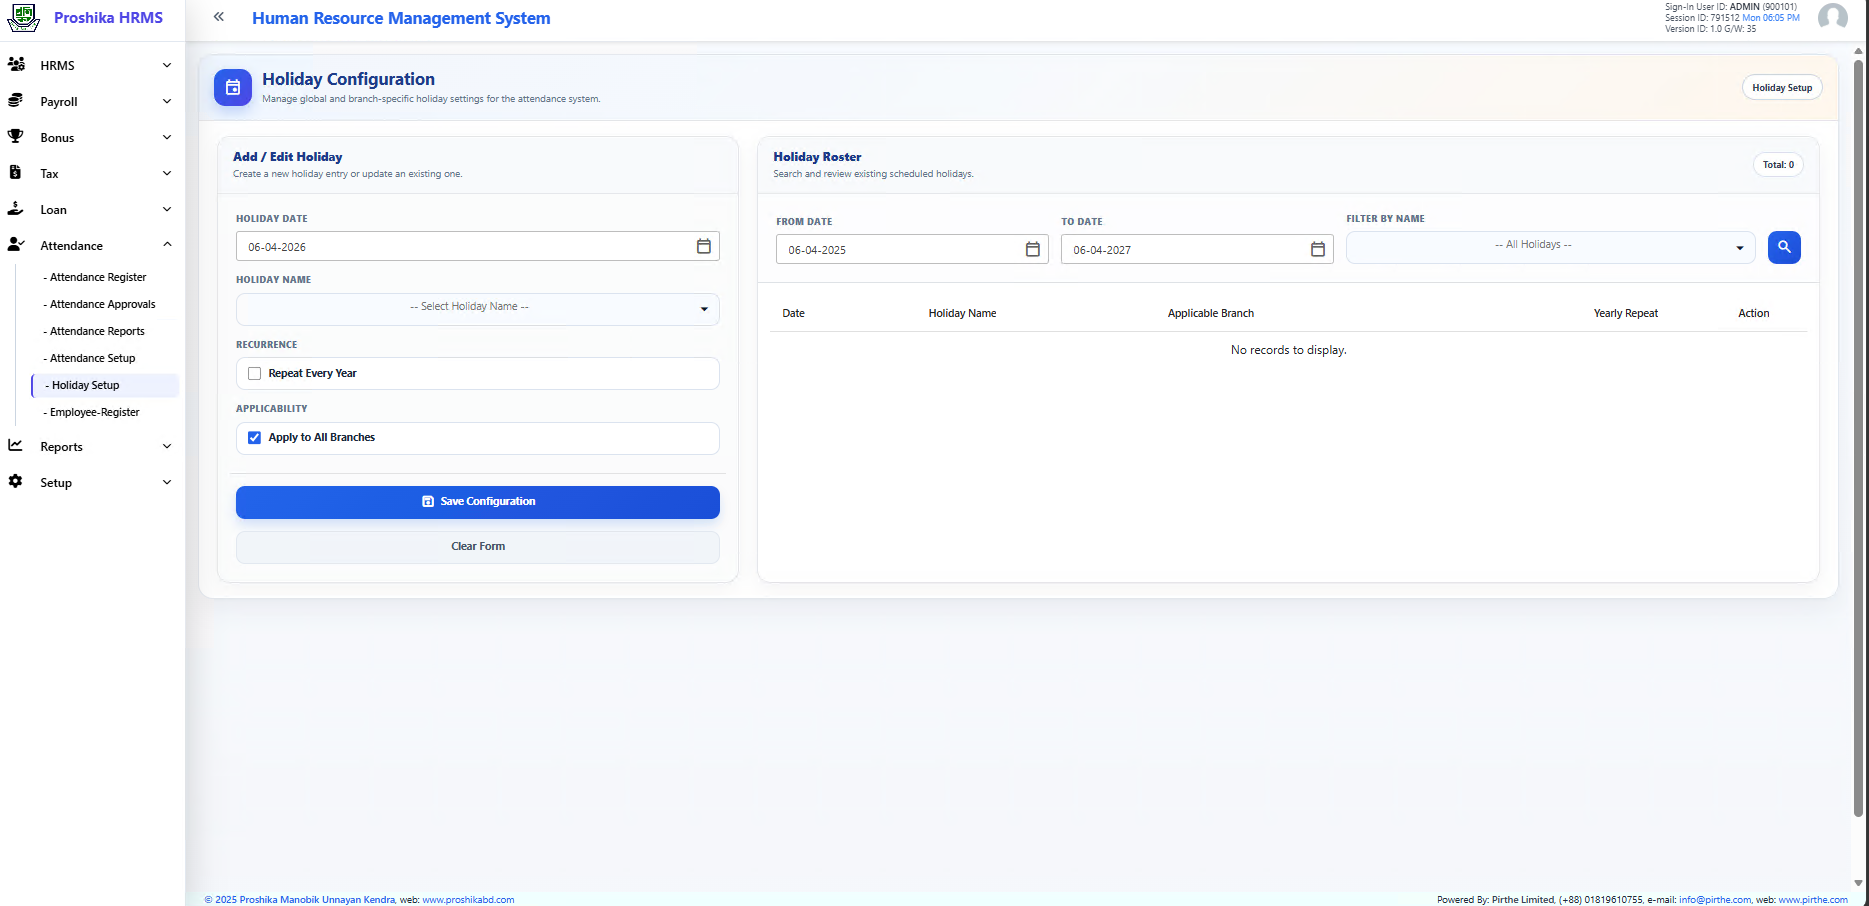 Proshika HRMS
Human Resource Management System
Sign-In User ID: ADMIN (900101)
Session ID: 791512 Mon 06:05 PM
Version ID: 1.0 G/W: 35
HRMS
Payroll
Bonus
Tax
Loan
Attendance
- Attendance Register
- Attendance Approvals
- Attendance Reports
- Attendance Setup
- Holiday Setup
- Employee-Register
Reports
Setup
Holiday Configuration
Manage global and branch-specific holiday settings for the attendance system.
Holiday Setup
Add / Edit Holiday
Create a new holiday entry or update an existing one.
HOLIDAY DATE
06-04-2026
HOLIDAY NAME
-- Select Holiday Name --
RECURRENCE
Repeat Every Year
APPLICABILITY
Apply to All Branches
Save Configuration
Clear Form
Holiday Roster
Search and review existing scheduled holidays.
Total: 0
FROM DATE TO DATE FILTER BY NAME
06-04-2025 06-04-2027 -- All Holidays --
Date Holiday Name Applicable Branch Yearly Repeat Action
No records to display.
© 2025 Proshika Manobik Unnayan Kendra, web: www.proshikabd.com
Powered By: Pirthe Limited, (+88) 01819610755, e-mail: info@pirthe.com, web: www.pirthe.com